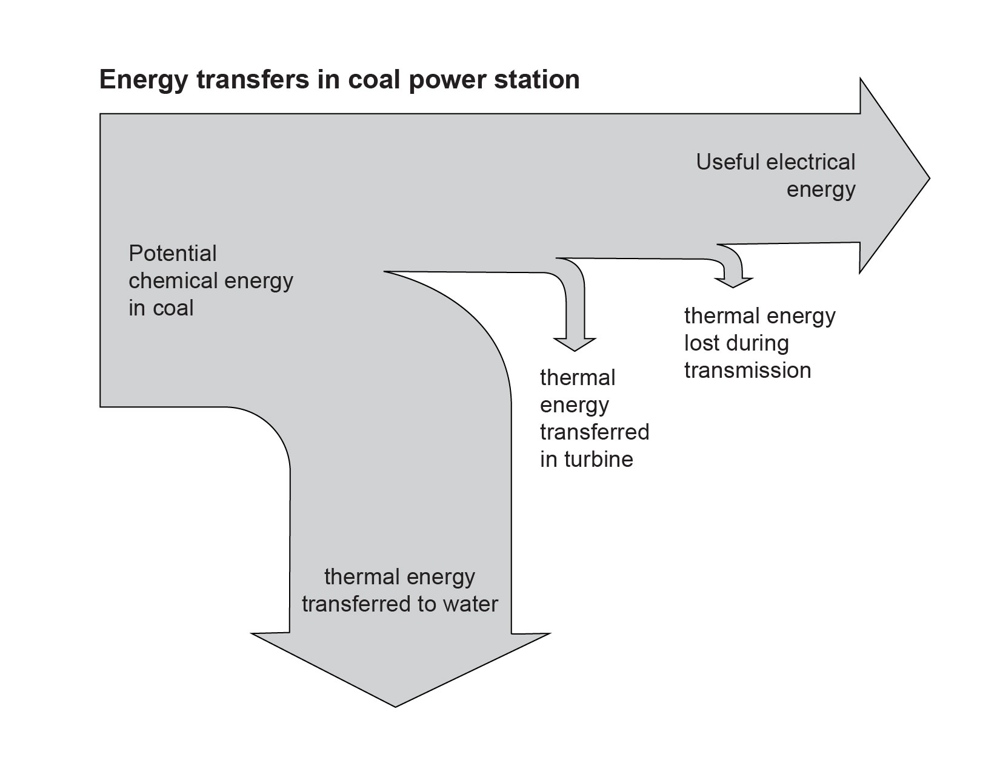 Energy transfers in coal power station
Useful electrical
energy
Potential
chemical energy
in coal
thermal energy
lost during
transmission
thermal
energy
transferred
in turbine
thermal energy
transferred to water